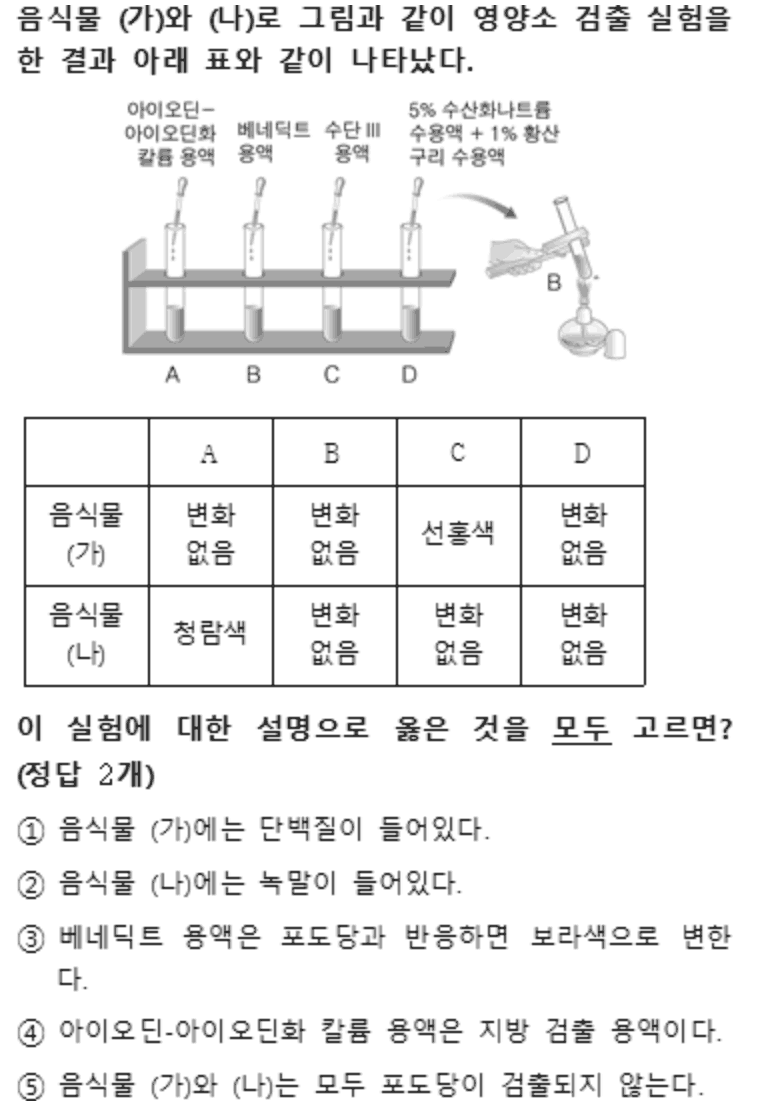 음식물 (가)와 (나)로 그림과 같이 영양소 검출 실험을
한 결과 아래 표와 같이 나타났다.
아이오딘-
아이오딘화
칼륨 용액
베네딕트
용액
수단 III
용액
5% 수산화나트륨
수용액 + 1% 황산
구리 수용액
B
A B C D
A B C D
음식물 (가) 변화 없음 변화 없음 선홍색 변화 없음
음식물 (나) 청람색 변화 없음 변화 없음 변화 없음
이 실험에 대한 설명으로 옳은 것을 모두 고르면?
(정답 2개)
① 음식물 (가)에는 단백질이 들어있다.
② 음식물 (나)에는 녹말이 들어있다.
③ 베네딕트 용액은 포도당과 반응하면 보라색으로 변한
다.
④ 아이오딘-아이오딘화 칼륨 용액은 지방 검출 용액이다.
⑤ 음식물 (가)와 (나)는 모두 포도당이 검출되지 않는다.